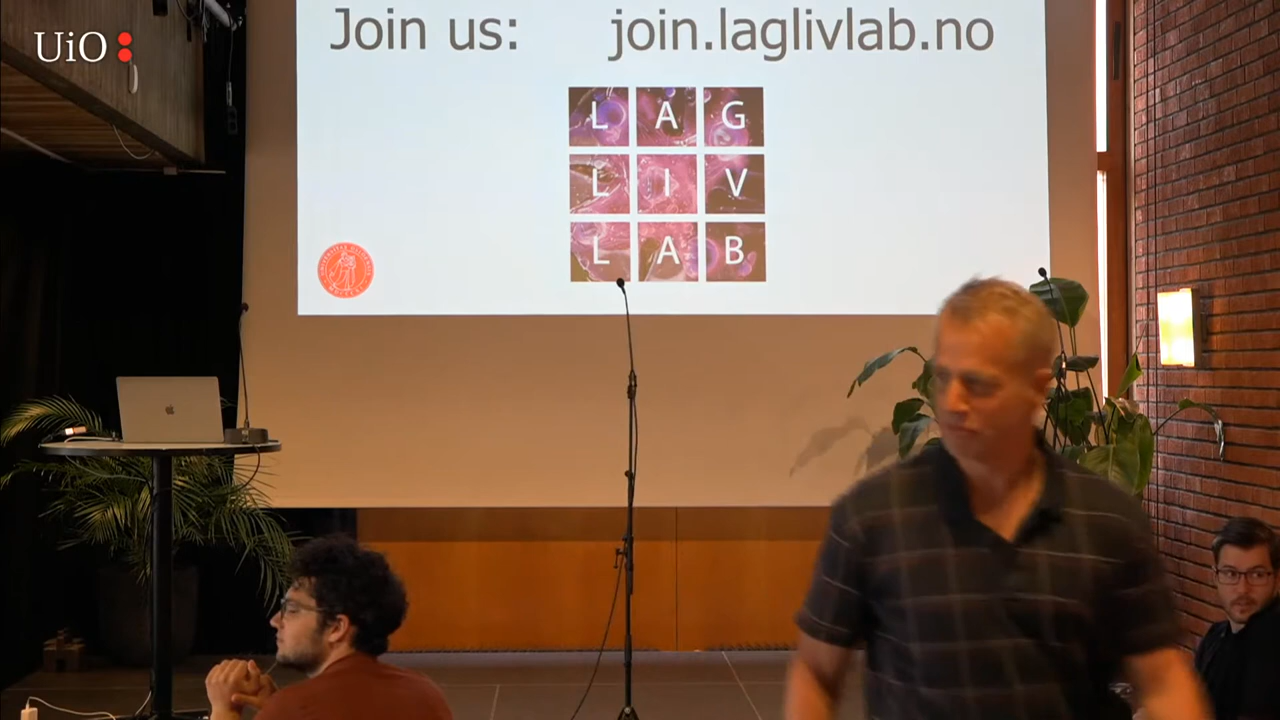 UiO
Join us: join.laglivlab.no
L A G
L I V
L A B